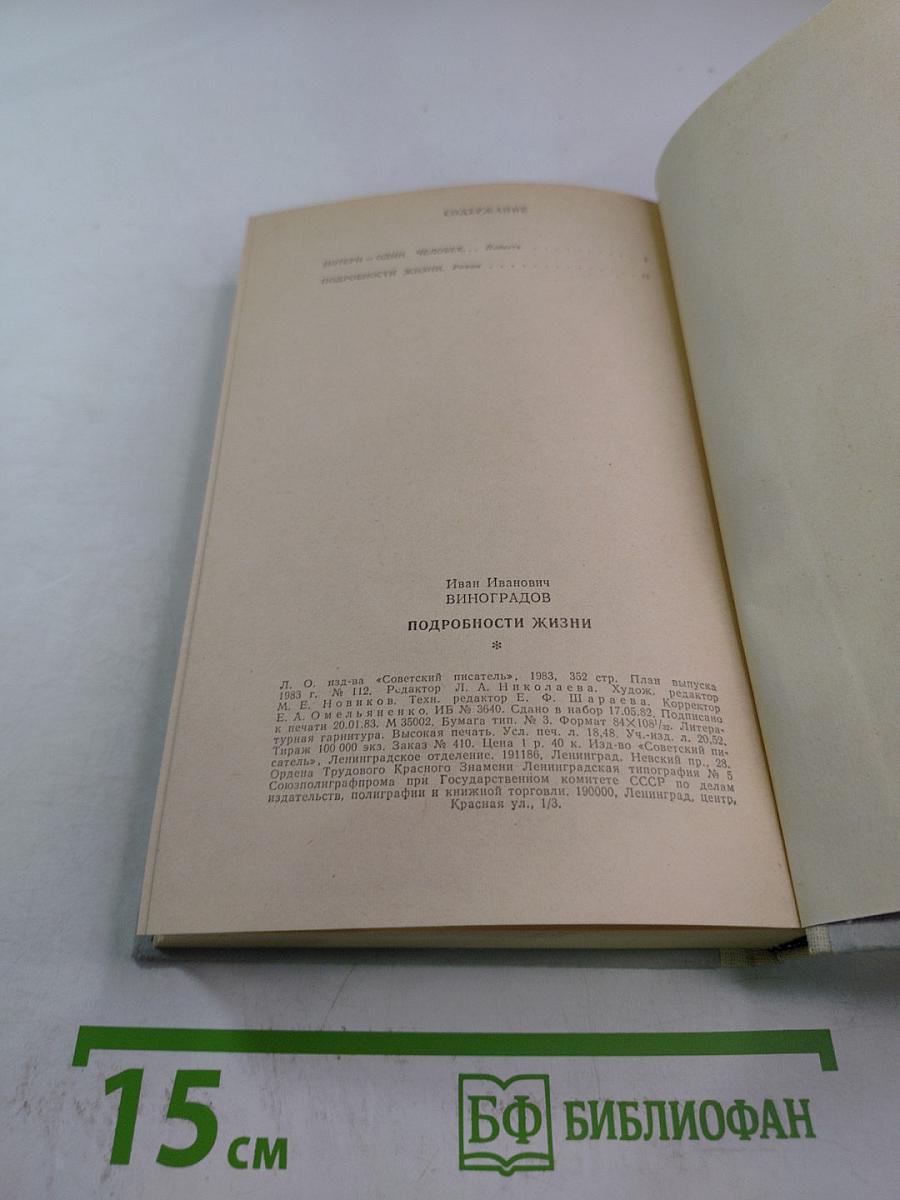 СОДЕРЖАНИЕ
ПОТЕРИ — ОДИН ЧЕЛОВЕК... Повесть . . . . . . . .
ПОДРОБНОСТИ ЖИЗНИ. Роман . . . . . . . . . . .
Иван Иванович
ВИНОГРАДОВ
ПОДРОБНОСТИ ЖИЗНИ
*
Л. О. изд-ва «Советский писатель», 1983, 352 стр. План выпуска
1983 г. № 112. Редактор Л. А. Николаева. Худож. редактор
М. Е. Новиков. Техн. редактор Е. Ф. Шараева. Корректор
Е. А. Омельяненко. ИБ № 3640. Сдано в набор 17.05.82. Подписано
к печати 20.01.83. М 35002. Бумага тип. № 3. Формат 84×108¹/₃₂. Литера-
турная гарнитура. Высокая печать. Усл. печ. л. 18,48. Уч.-изд. л. 20,52.
Тираж 100 000 экз. Заказ № 410. Цена 1 р. 40 к. Изд-во «Советский пи-
сатель», Ленинградское отделение. 191186, Ленинград, Невский пр., 28.
Ордена Трудового Красного Знамени Ленинградская типография № 5
Союзполиграфпрома при Государственном комитете СССР по делам
издательств, полиграфии и книжной торговли. 190000, Ленинград, центр,
Красная ул., 1/3.
15 см
БФ БИБЛИОФАН